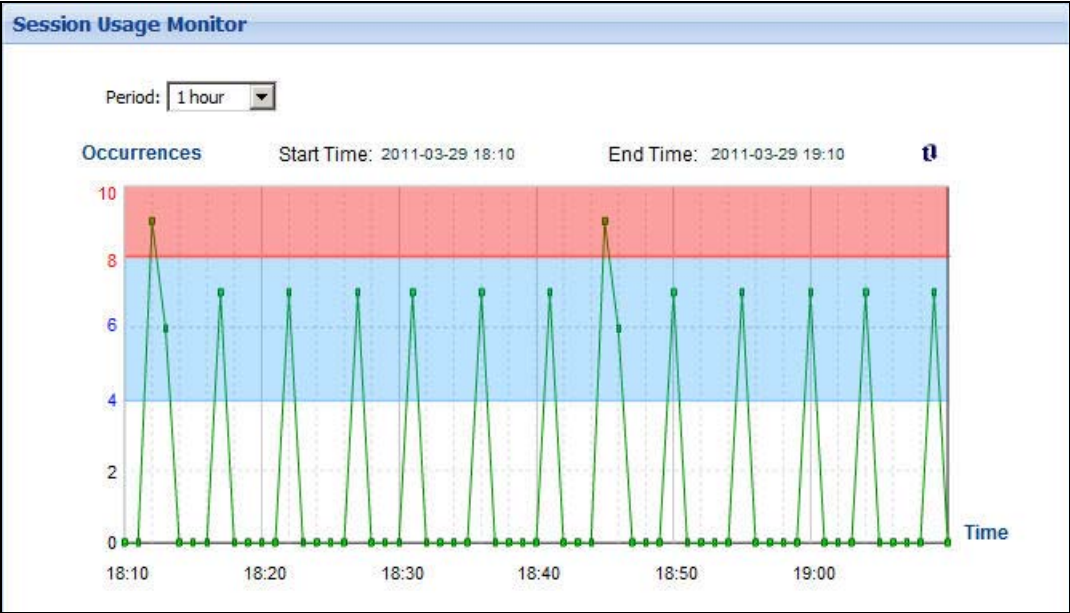 Session Usage Monitor
Period: 1 hour
Occurrences Start Time: 2011-03-29 18:10 End Time: 2011-03-29 19:10
10
8
6
4
2
0
Time
18:10 18:20 18:30 18:40 18:50 19:00